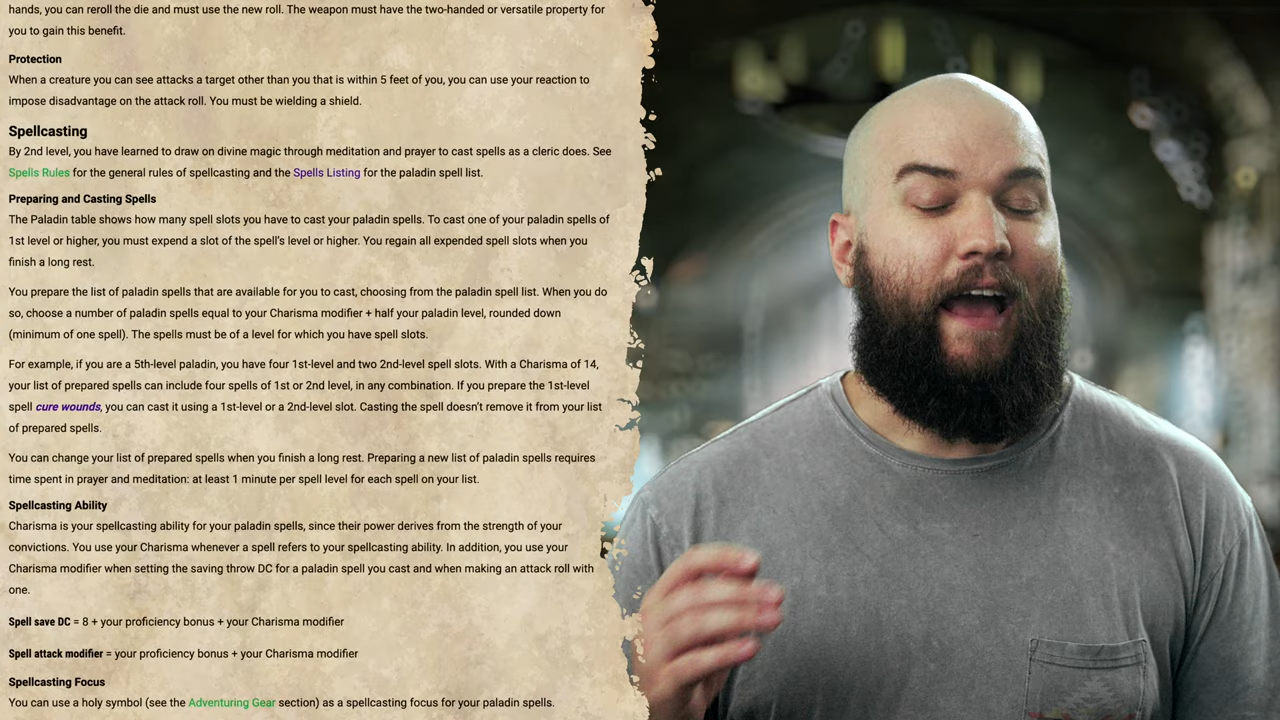 hands, you can reroll the die and must use the new roll. The weapon must have the two-handed or versatile property for
you to gain this benefit.
Protection
When a creature you can see attacks a target other than you that is within 5 feet of you, you can use your reaction to
impose disadvantage on the attack roll. You must be wielding a shield.
Spellcasting
By 2nd level, you have learned to draw on divine magic through meditation and prayer to cast spells as a cleric does. See
Spells Rules for the general rules of spellcasting and the Spells Listing for the paladin spell list.
Preparing and Casting Spells
The Paladin table shows how many spell slots you have to cast your paladin spells. To cast one of your paladin spells of
1st level or higher, you must expend a slot of the spell's level or higher. You regain all expended spell slots when you
finish a long rest.
You prepare the list of paladin spells that are available for you to cast, choosing from the paladin spell list. When you do
so, choose a number of paladin spells equal to your Charisma modifier + half your paladin level, rounded down
(minimum of one spell). The spells must be of a level for which you have spell slots.
For example, if you are a 5th-level paladin, you have four 1st-level and two 2nd-level spell slots. With a Charisma of 14,
your list of prepared spells can include four spells of 1st or 2nd level, in any combination. If you prepare the 1st-level
spell cure wounds, you can cast it using a 1st-level or a 2nd-level slot. Casting the spell doesn't remove it from your list
of prepared spells.
You can change your list of prepared spells when you finish a long rest. Preparing a new list of paladin spells requires
time spent in prayer and meditation: at least 1 minute per spell level for each spell on your list.
Spellcasting Ability
Charisma is your spellcasting ability for your paladin spells, since their power derives from the strength of your
convictions. You use your Charisma whenever a spell refers to your spellcasting ability. In addition, you use your
Charisma modifier when setting the saving throw DC for a paladin spell you cast and when making an attack roll with
one.
Spell save DC = 8 + your proficiency bonus + your Charisma modifier
Spell attack modifier = your proficiency bonus + your Charisma modifier
Spellcasting Focus
You can use a holy symbol (see the Adventuring Gear section) as a spellcasting focus for your paladin spells.